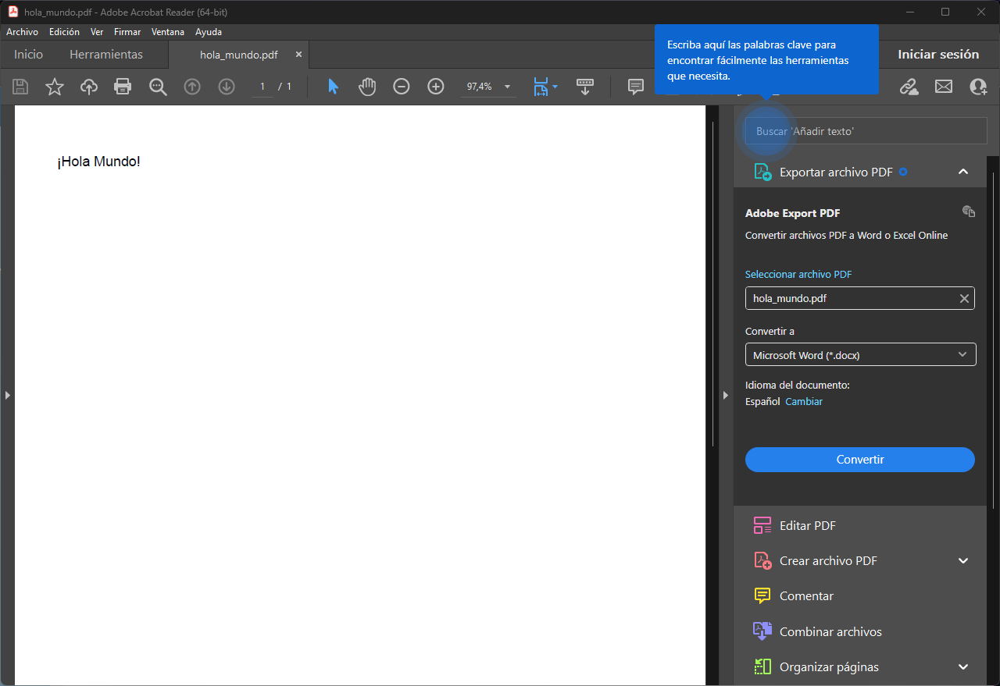 hola_mundo.pdf - Adobe Acrobat Reader (64-bit)
Archivo Edición Ver Firmar Ventana Ayuda
Inicio Herramientas hola_mundo.pdf Iniciar sesión
Escriba aquí las palabras clave para
encontrar fácilmente las herramientas
que necesita.
1 / 1 97,4%
Buscar 'Añadir texto'
¡Hola Mundo!
Exportar archivo PDF
Adobe Export PDF
Convertir archivos PDF a Word o Excel Online
Seleccionar archivo PDF
hola_mundo.pdf
Convertir a
Microsoft Word (*.docx)
Idioma del documento:
Español Cambiar
Convertir
Editar PDF
Crear archivo PDF
Comentar
Combinar archivos
Organizar páginas